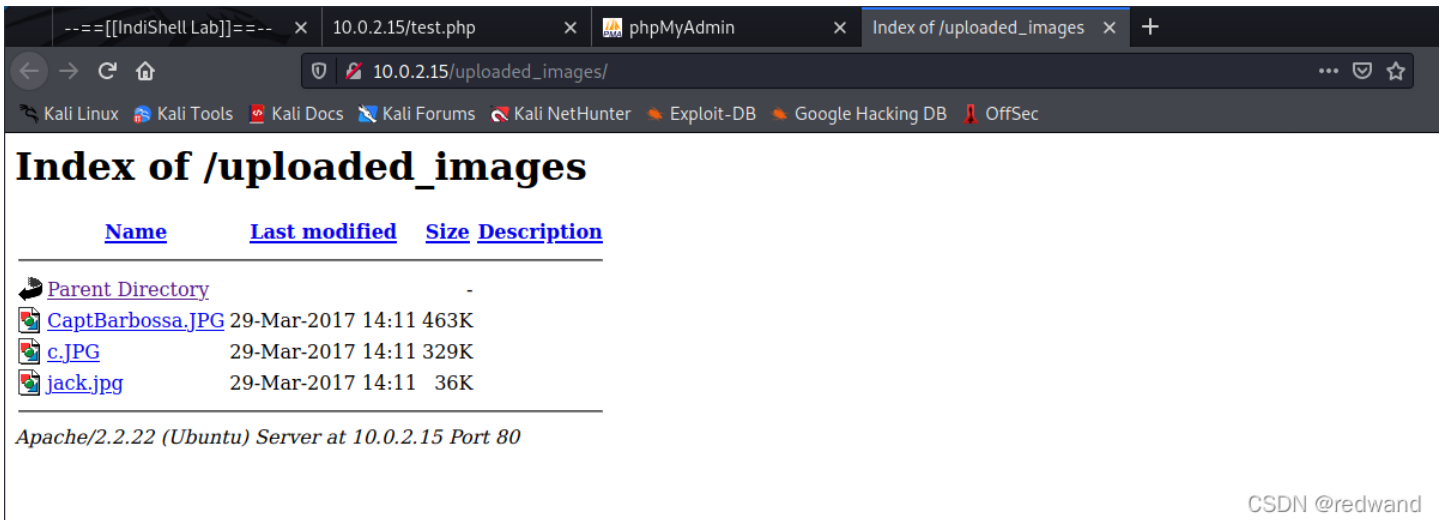 --==[[IndiShell Lab]]==-- 10.0.2.15/test.php phpMyAdmin Index of /uploaded_images
10.0.2.15/uploaded_images/
Kali Linux Kali Tools Kali Docs Kali Forums Kali NetHunter Exploit-DB Google Hacking DB OffSec
Index of /uploaded_images
Name Last modified Size Description
Parent Directory -
CaptBarbossa.JPG 29-Mar-2017 14:11 463K
c.JPG 29-Mar-2017 14:11 329K
jack.jpg 29-Mar-2017 14:11 36K
Apache/2.2.22 (Ubuntu) Server at 10.0.2.15 Port 80
CSDN @redwand